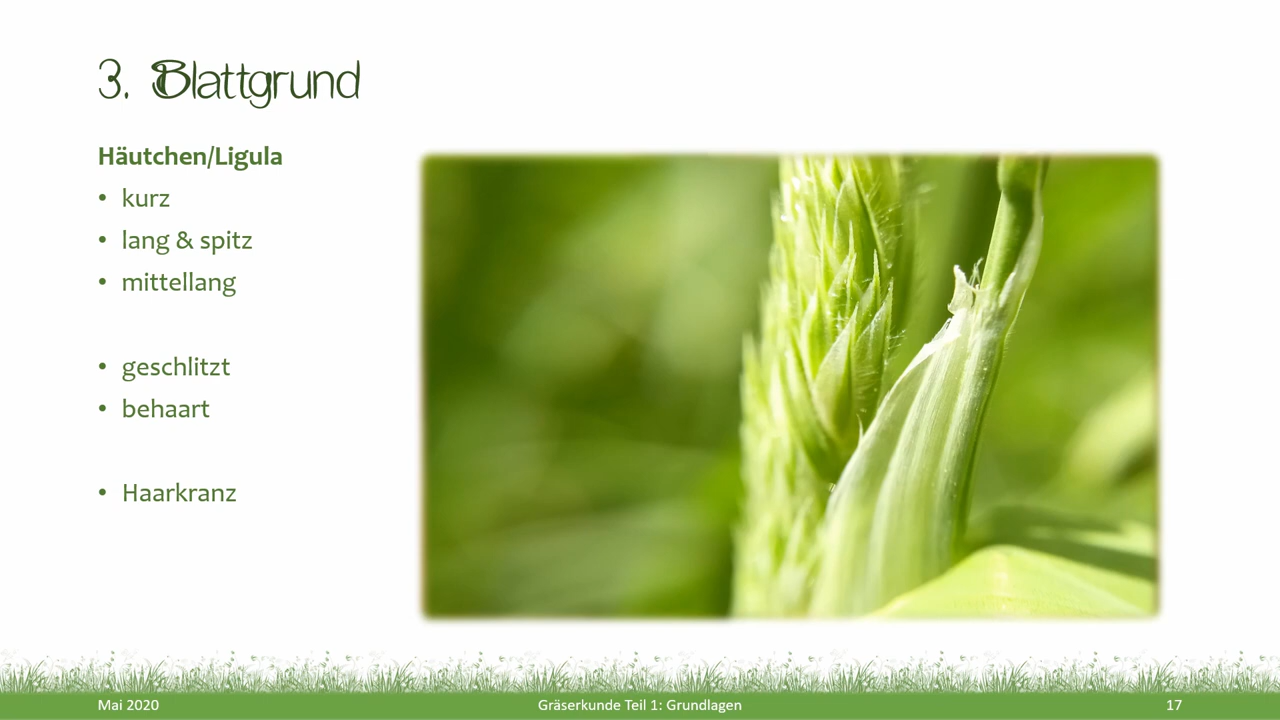 3. Blattgrund
Häutchen/Ligula
• kurz
• lang & spitz
• mittellang
• geschlitzt
• behaart
• Haarkranz
Mai 2020
Gräserkunde Teil 1: Grundlagen
17